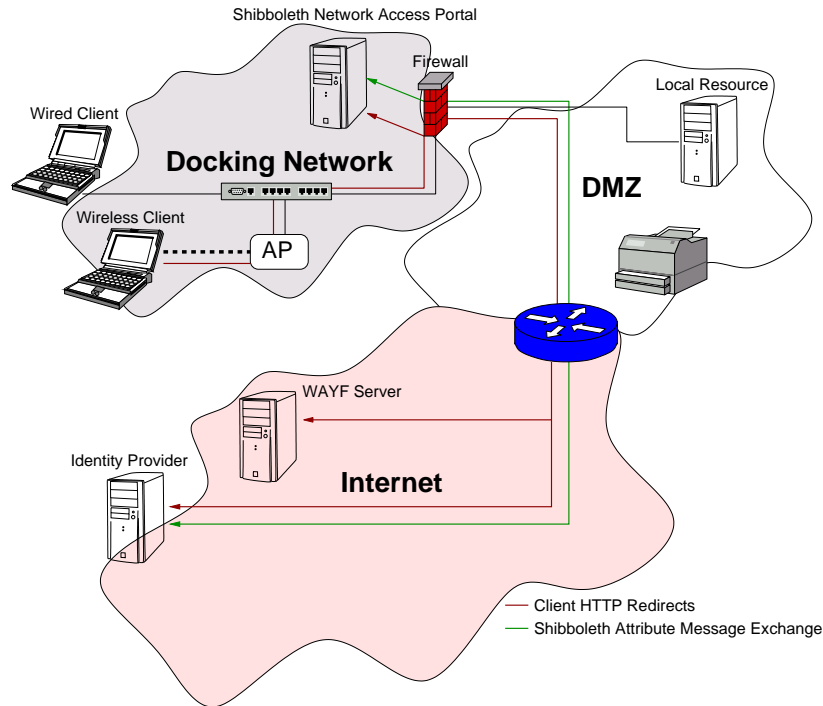 Shibboleth Network Access Portal
Firewall
Local Resource
Wired Client
Docking Network
DMZ
Wireless Client
AP
WAYF Server
Identity Provider
Internet
Client HTTP Redirects
Shibboleth Attribute Message Exchange